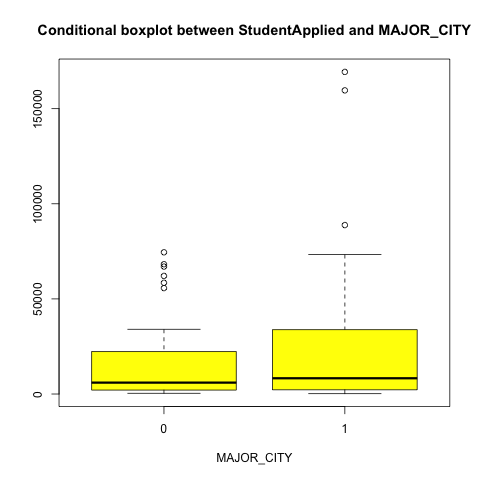 Conditional boxplot between StudentApplied and MAJOR_CITY
150000
100000
50000
0
0 1
MAJOR_CITY